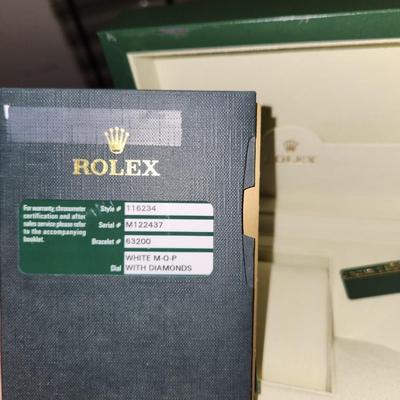 ROLEX
For warranty, chronometer
certification and after
sales service please refer
to the accompanying
booklet.
Style # 116234
Serial # M122437
Bracelet # 63200
WHITE M-O-P
Dial WITH DIAMONDS
ROLEX